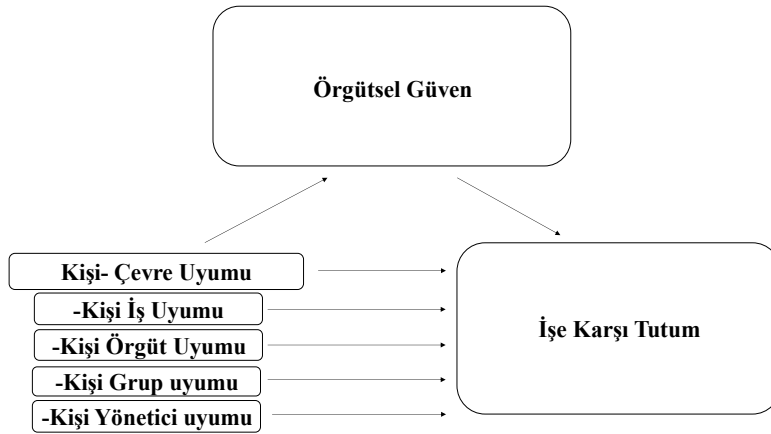 Örgütsel Güven
Kişi- Çevre Uyumu
-Kişi İş Uyumu
-Kişi Örgüt Uyumu
-Kişi Grup uyumu
-Kişi Yönetici uyumu
İşe Karşı Tutum